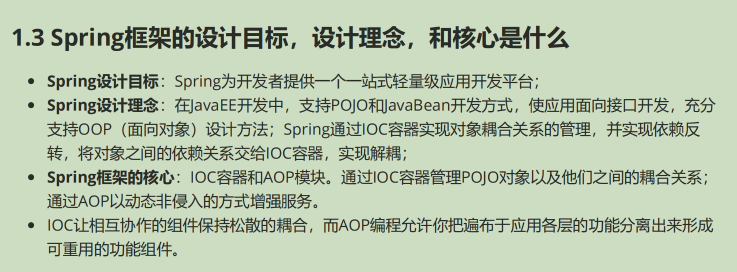 1.3 Spring框架的设计目标，设计理念，和核心是什么
• Spring设计目标：Spring为开发者提供一个一站式轻量级应用开发平台；
• Spring设计理念：在JavaEE开发中，支持POJO和JavaBean开发方式，使应用面向接口开发，充分
支持OOP（面向对象）设计方法；Spring通过IOC容器实现对象耦合关系的管理，并实现依赖反
转，将对象之间的依赖关系交给IOC容器，实现解耦；
• Spring框架的核心：IOC容器和AOP模块。通过IOC容器管理POJO对象以及他们之间的耦合关系；
通过AOP以动态非侵入的方式增强服务。
• IOC让相互协作的组件保持松散的耦合，而AOP编程允许你把遍布于应用各层的功能分离出来形成
可重用的功能组件。